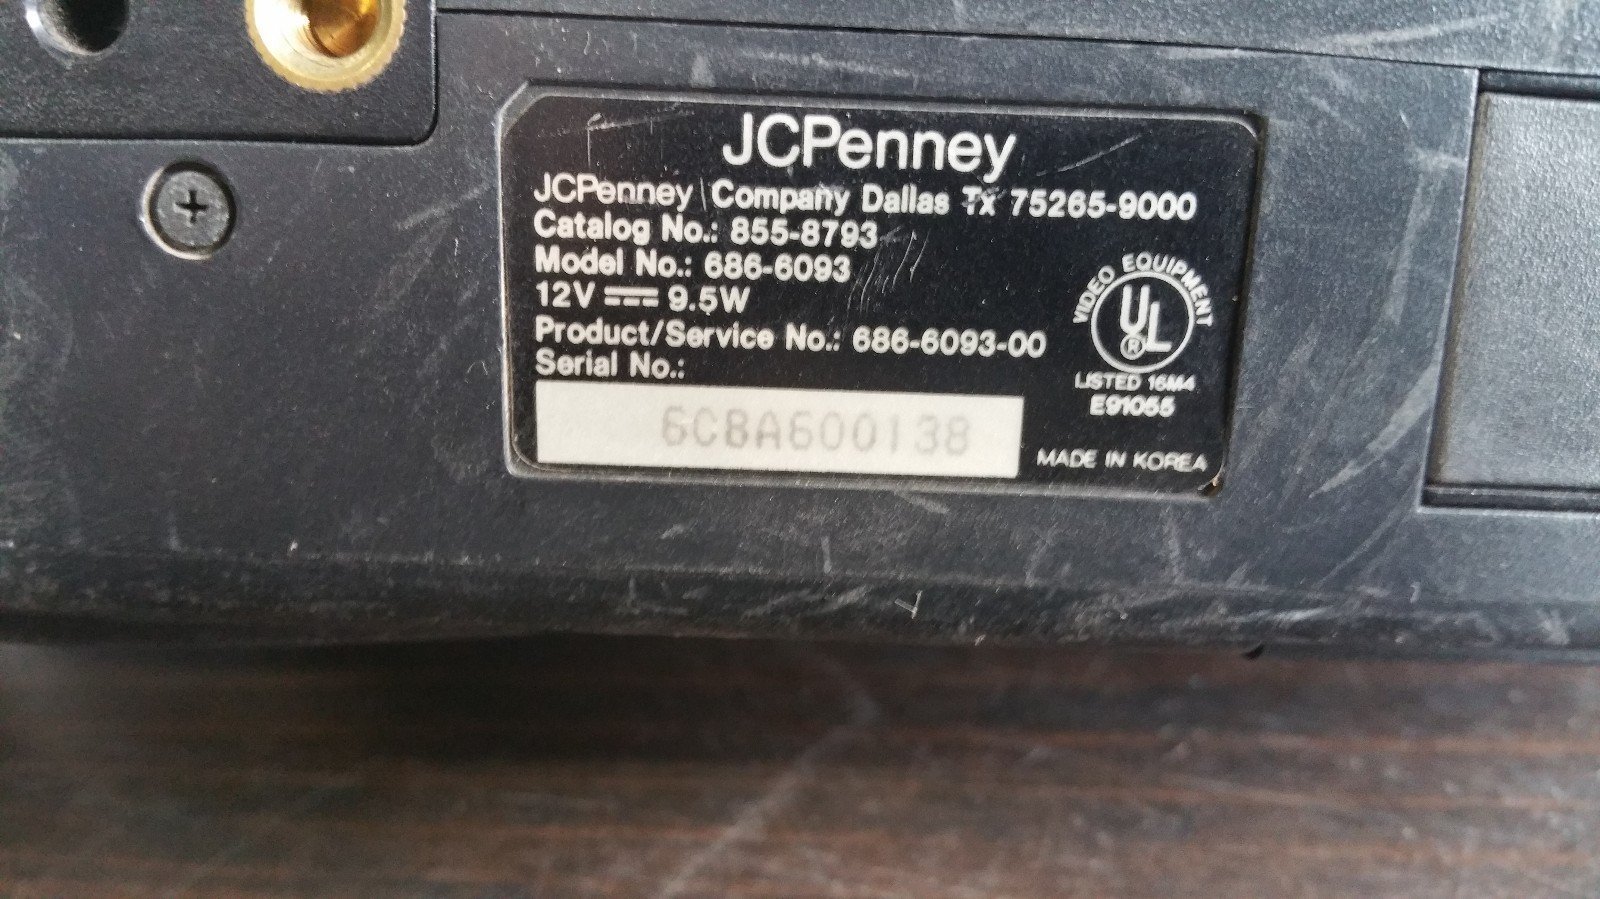 JCPenney
JCPenney Company Dallas Tx 75265-9000
Catalog No.: 855-8793
Model No.: 686-6093
12V ⎓ 9.5W
Product/Service No.: 686-6093-00
Serial No.:
6CBA600138
VIDEO EQUIPMENT
UL
®
LISTED 16M4
E91055
MADE IN KOREA